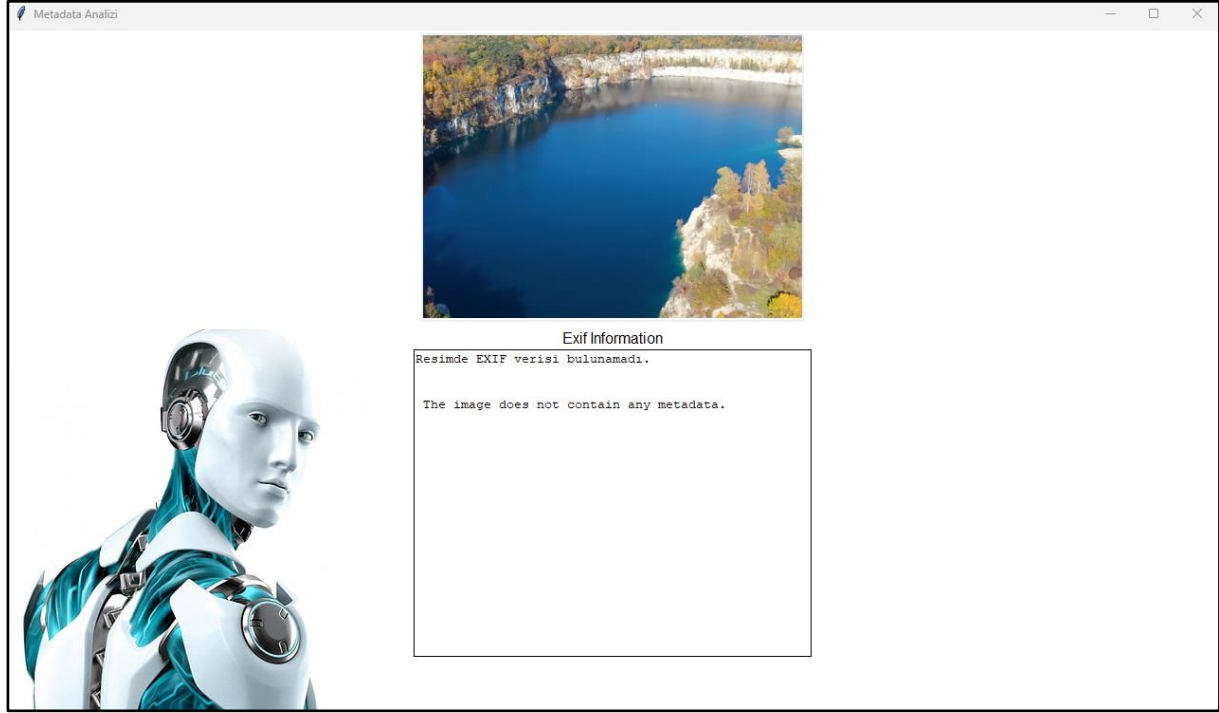 Metadata Analizi
Exif Information
Resimde EXIF verisi bulunamadı.
The image does not contain any metadata.